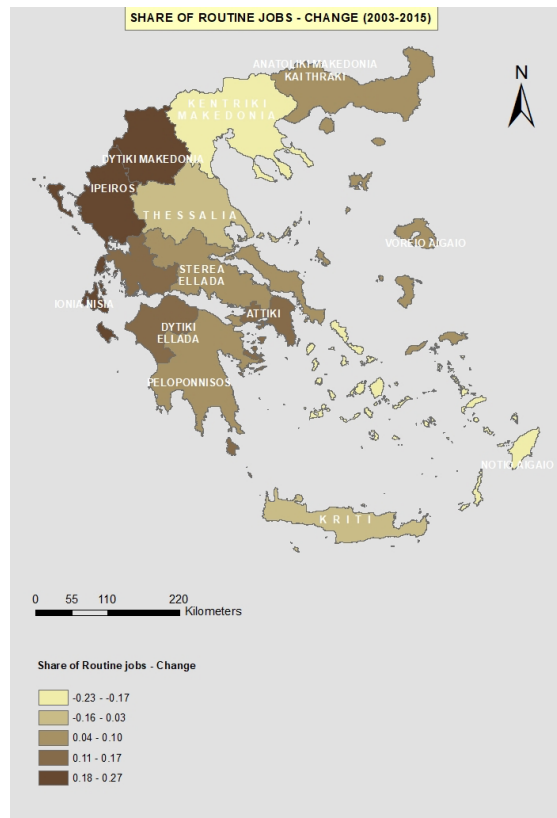 SHARE OF ROUTINE JOBS - CHANGE (2003-2015)
ANATOLIKI MAKEDONIA
KAI THRAKI
N
KENTRIKI
MAKEDONIA
DYTIKI MAKEDONIA
IPEIROS
THESSALIA
VOREIO AIGAIO
STEREA
ELLADA
IONIA NISIA
ATTIKI
DYTIKI
ELLADA
PELOPONNISOS
NOTIO AIGAIO
KRITI
0 55 110 220
Kilometers
Share of Routine jobs - Change
-0.23 - -0.17
-0.16 - 0.03
0.04 - 0.10
0.11 - 0.17
0.18 - 0.27